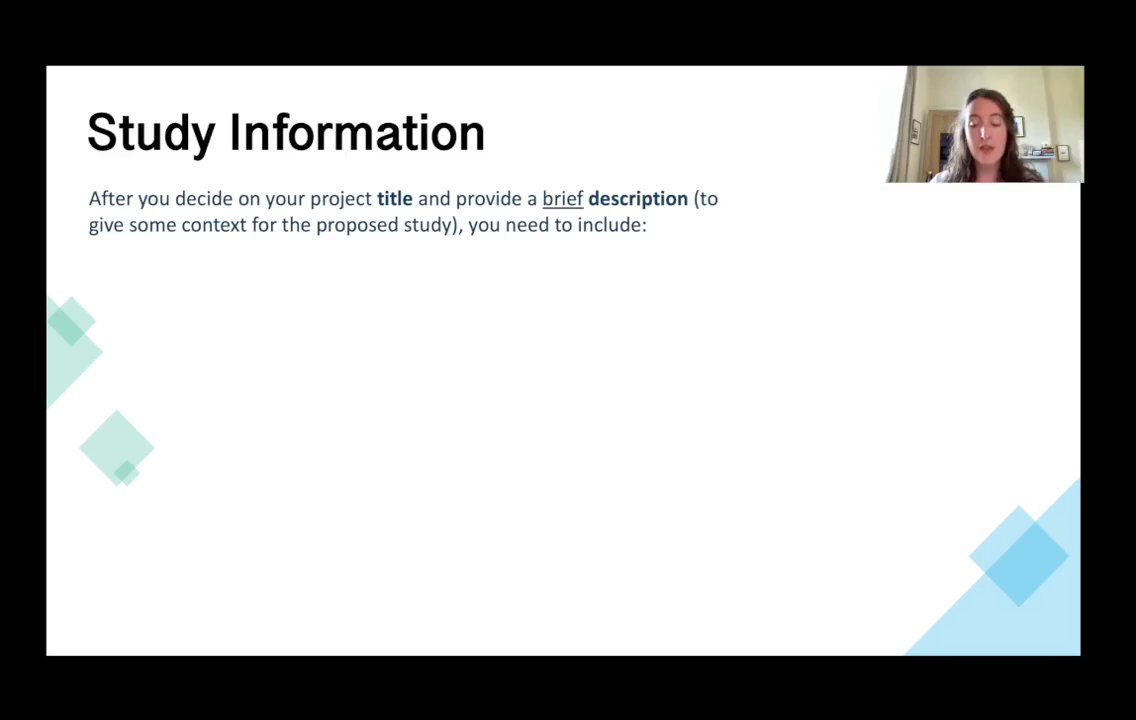 Study Information
After you decide on your project title and provide a brief description (to
give some context for the proposed study), you need to include: